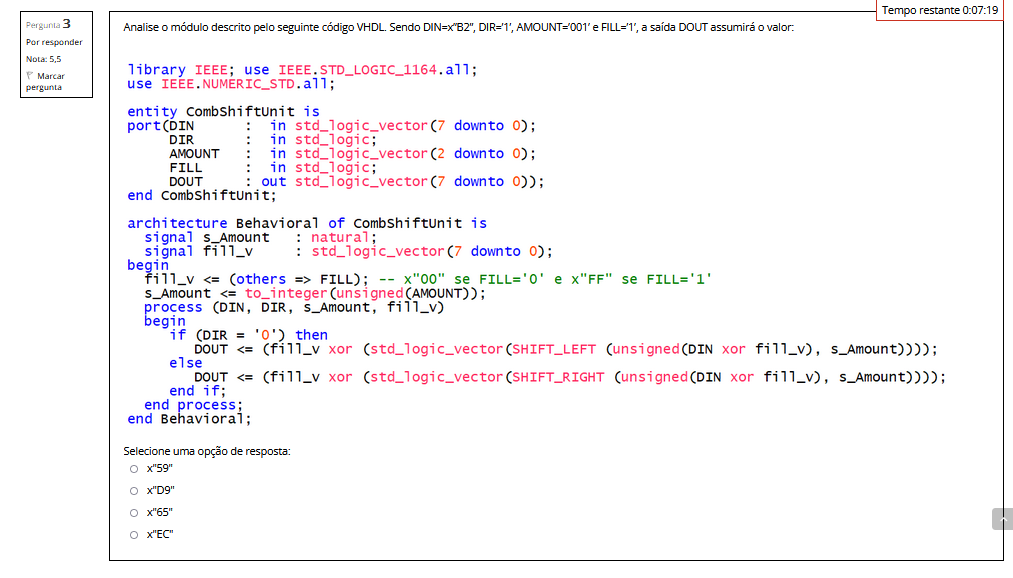 Tempo restante 0:07:19
Pergunta 3
Por responder
Nota: 5,5
Marcar
pergunta
Analise o módulo descrito pelo seguinte código VHDL. Sendo DIN=x"B2", DIR='1', AMOUNT='001' e FILL='1', a saída DOUT assumirá o valor:
library IEEE; use IEEE.STD_LOGIC_1164.all;
use IEEE.NUMERIC_STD.all;
entity CombShiftUnit is
port(DIN : in std_logic_vector(7 downto 0);
DIR : in std_logic;
AMOUNT : in std_logic_vector(2 downto 0);
FILL : in std_logic;
DOUT : out std_logic_vector(7 downto 0));
end CombShiftUnit;
architecture Behavioral of CombShiftUnit is
signal s_Amount : natural;
signal fill_v : std_logic_vector(7 downto 0);
begin
fill_v <= (others => FILL); -- x"00" se FILL='0' e x"FF" se FILL='1'
s_Amount <= to_integer(unsigned(AMOUNT));
process (DIN, DIR, s_Amount, fill_v)
begin
if (DIR = '0') then
DOUT <= (fill_v xor (std_logic_vector(SHIFT_LEFT (unsigned(DIN xor fill_v), s_Amount))));
else
DOUT <= (fill_v xor (std_logic_vector(SHIFT_RIGHT (unsigned(DIN xor fill_v), s_Amount))));
end if;
end process;
end Behavioral;
Selecione uma opção de resposta:
x"59"
x"D9"
x"65"
x"EC"